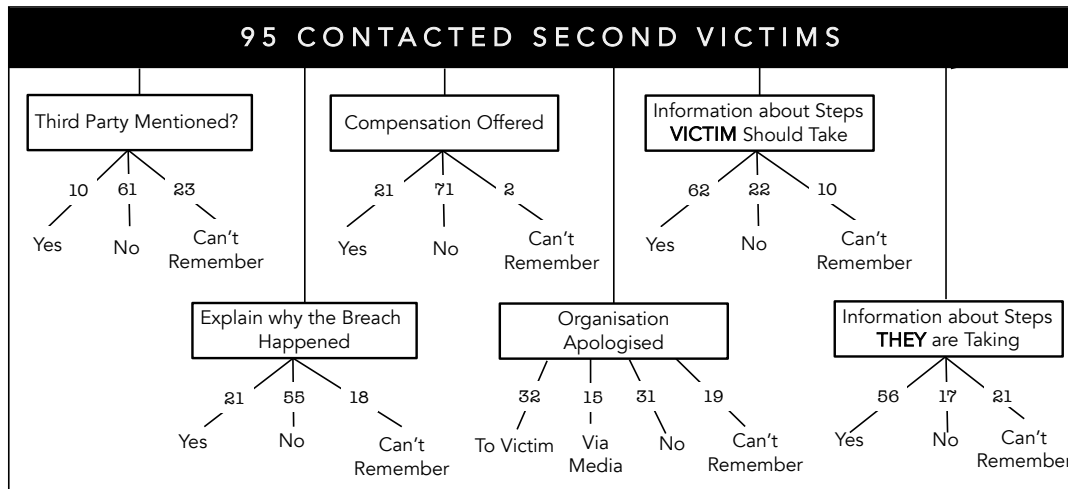 95 CONTACTED SECOND VICTIMS
Third Party Mentioned?
10 61 23
Yes No Can't
Remember
Compensation Offered
21 71 2
Yes No Can't
Remember
Information about Steps
VICTIM Should Take
62 22 10
Yes No Can't
Remember
Explain why the Breach
Happened
21 55 18
Yes No Can't
Remember
Organisation
Apologised
32 15 31 19
To Victim Via No Can't
Media Remember
Information about Steps
THEY are Taking
56 17 21
Yes No Can't
Remember